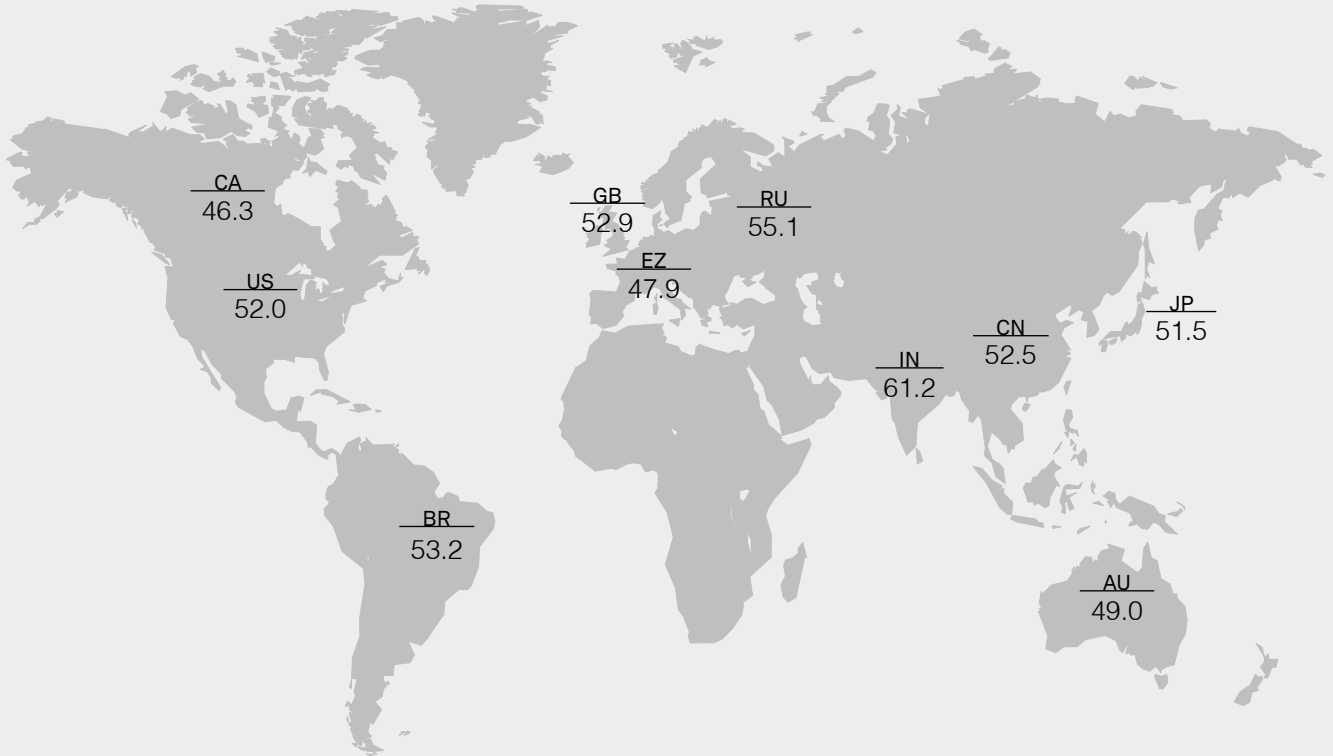 CA
46.3
GB
52.9
RU
55.1
EZ
47.9
US
52.0
JP
51.5
CN
52.5
IN
61.2
BR
53.2
AU
49.0